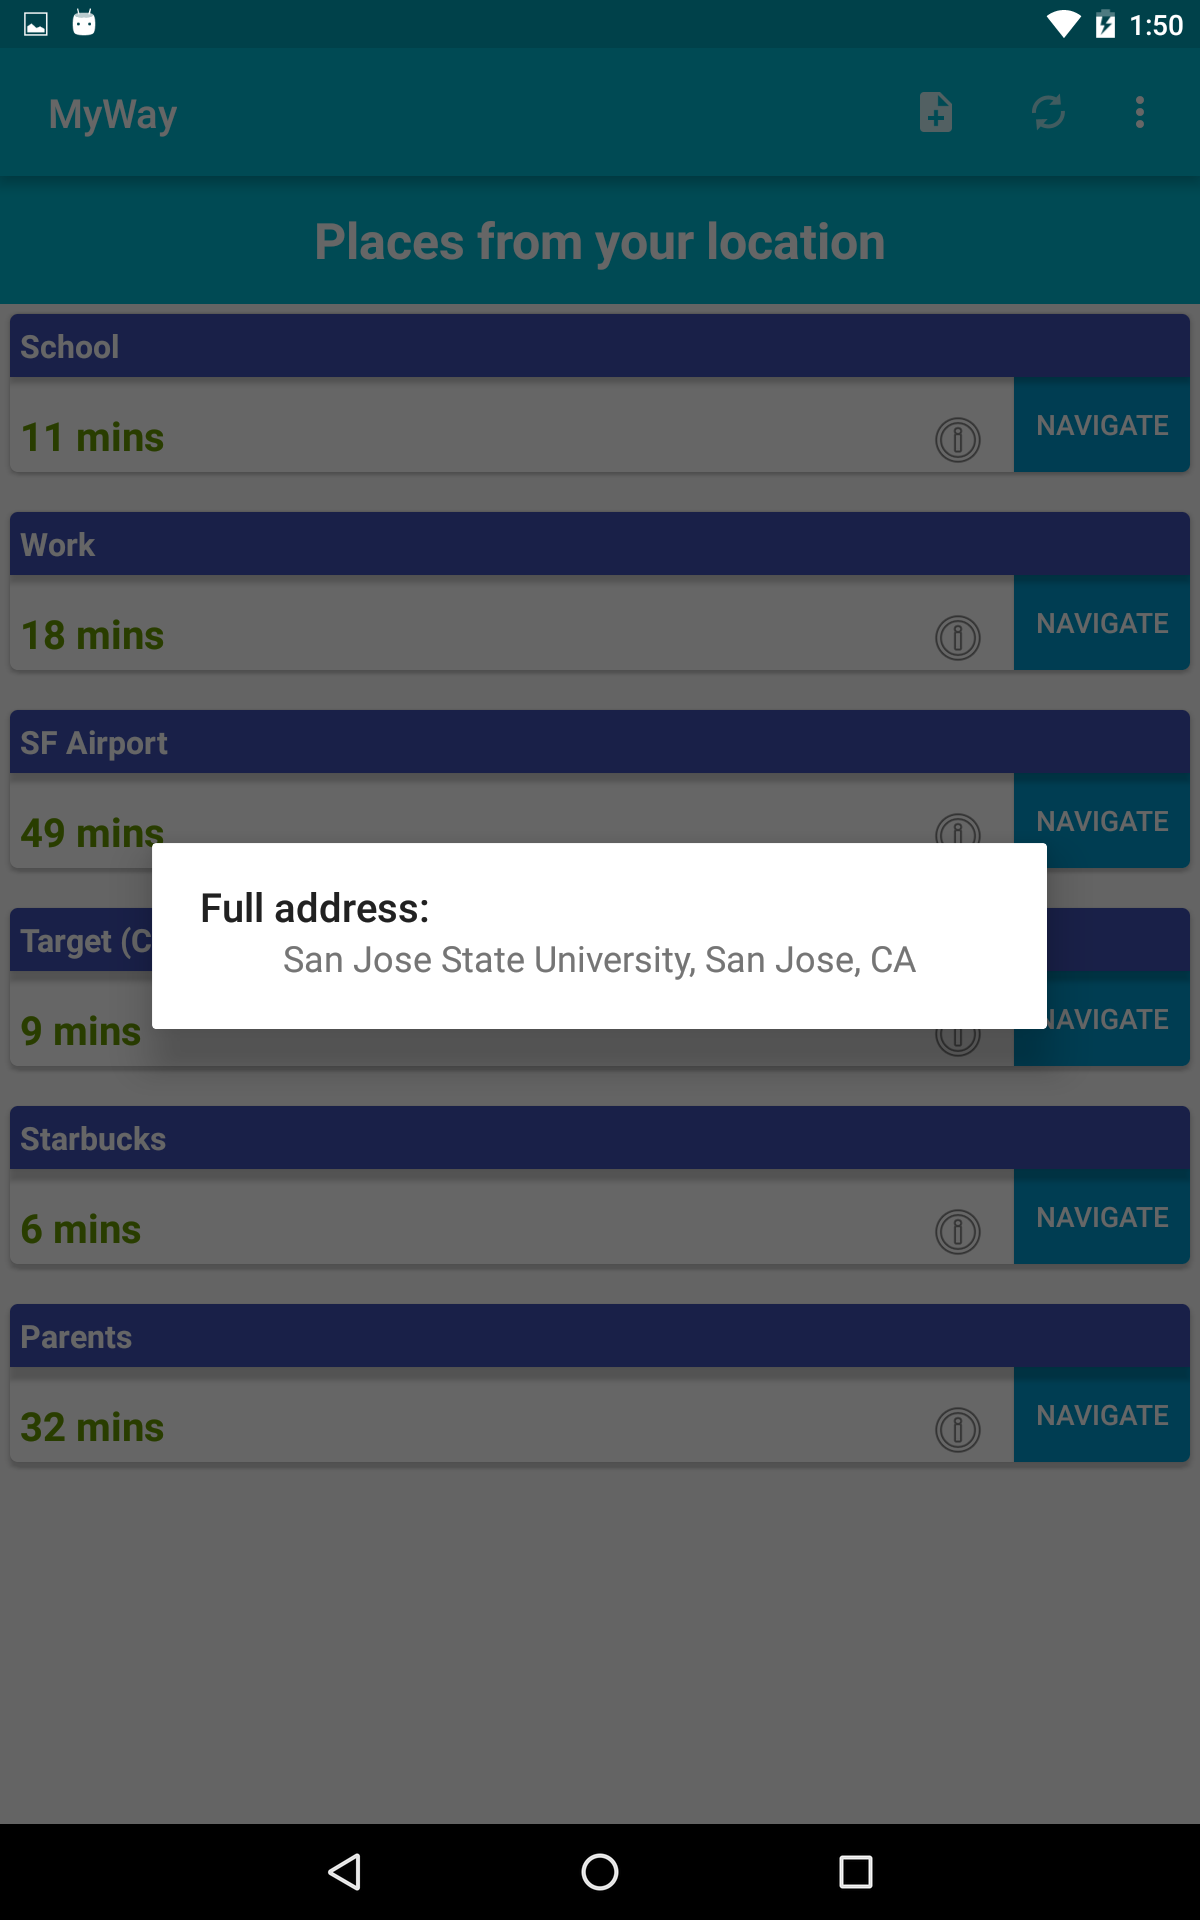 1:50
MyWay
Places from your location
School
11 mins
NAVIGATE
Work
18 mins
NAVIGATE
SF Airport
49 mins
NAVIGATE
Full address:
San Jose State University, San Jose, CA
Target (C
9 mins
NAVIGATE
Starbucks
6 mins
NAVIGATE
Parents
32 mins
NAVIGATE